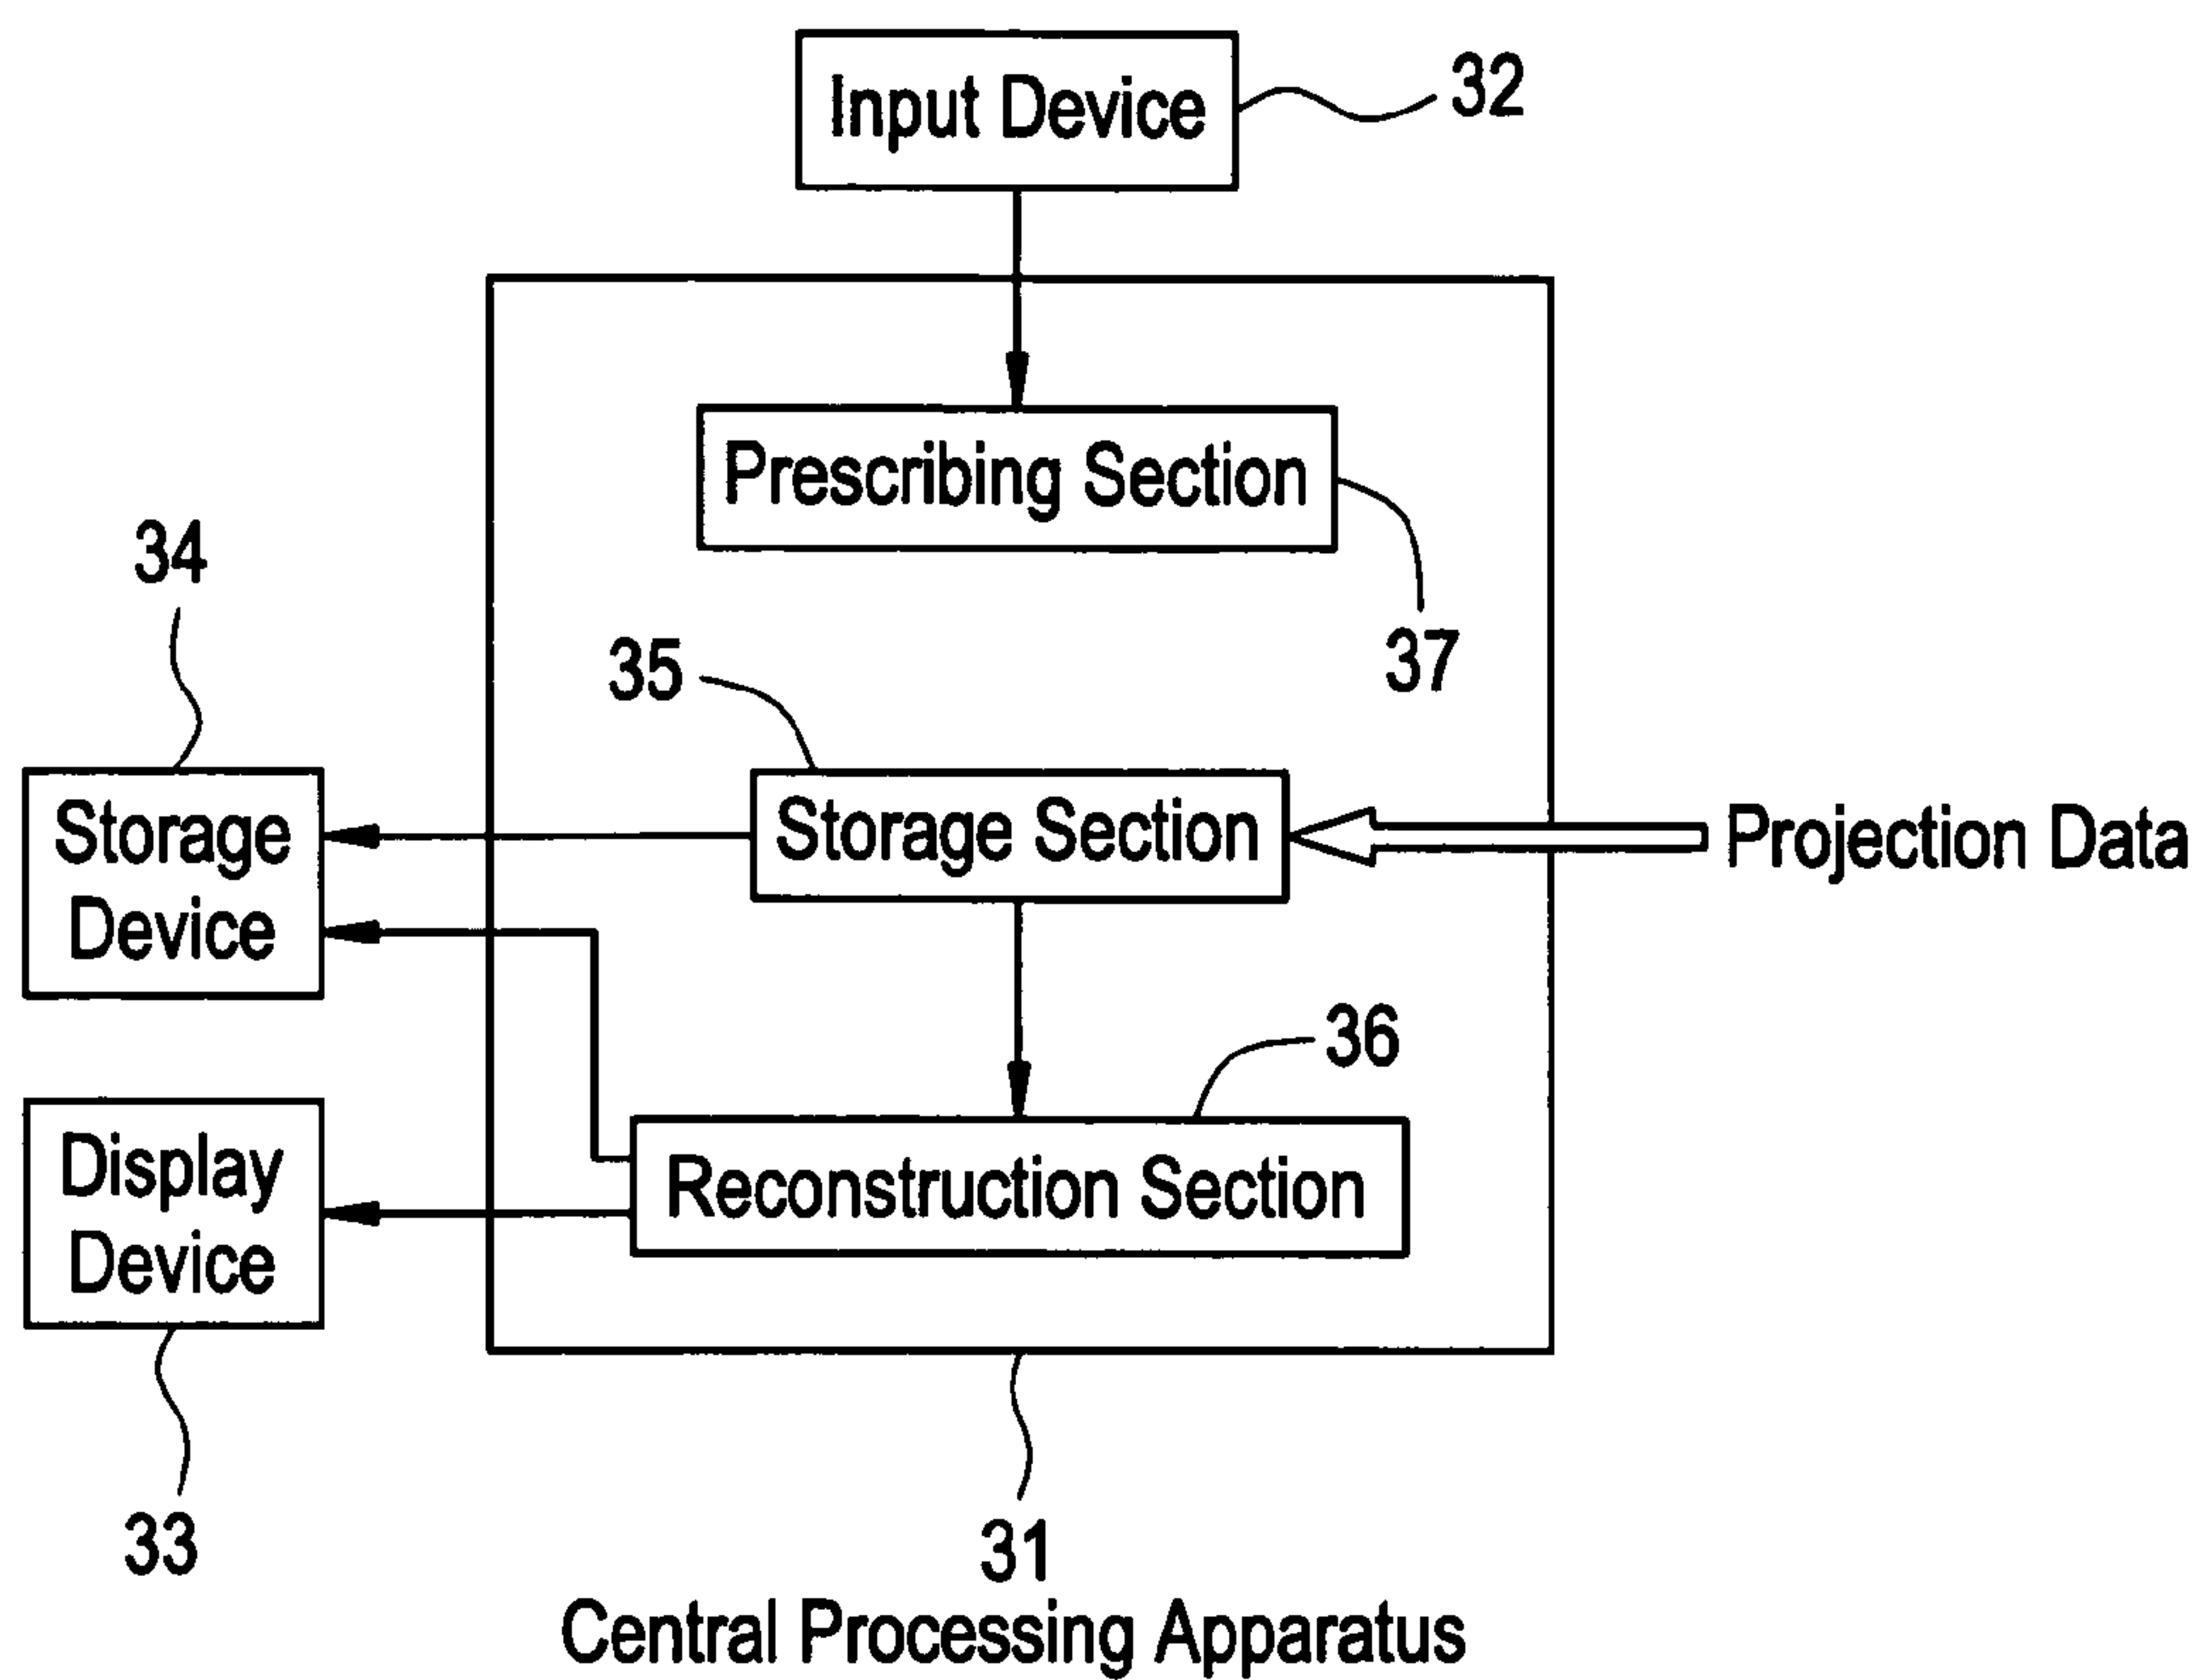 Input Device
32
Prescribing Section
37
34
35
Storage
Device
Storage Section
Projection Data
36
Display
Device
Reconstruction Section
33
31
Central Processing Apparatus